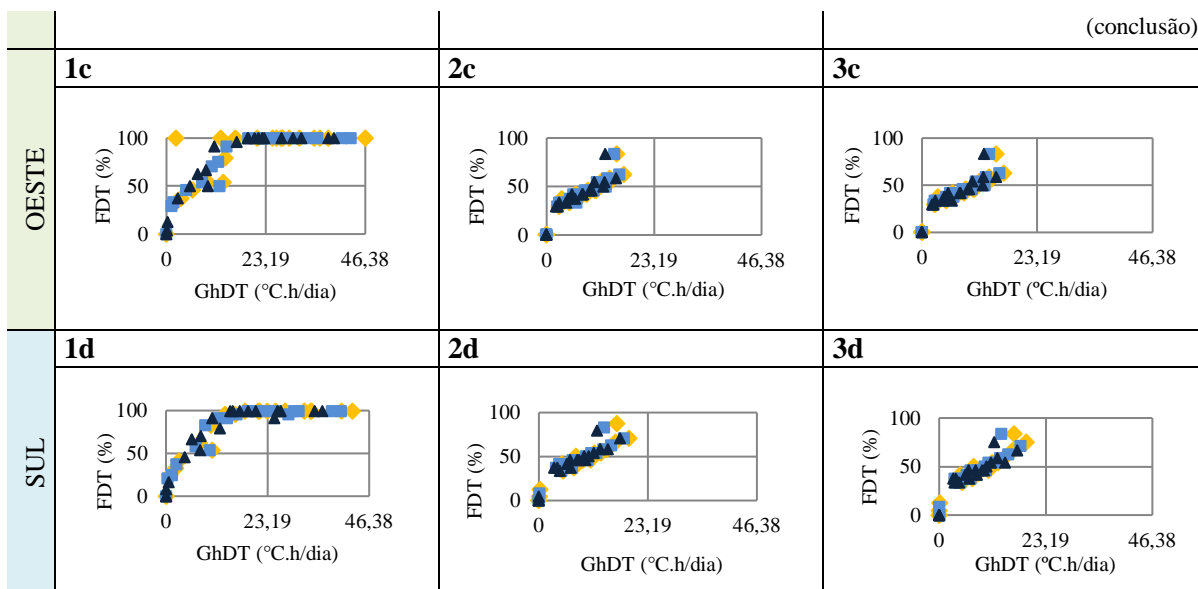 (conclusão)
OESTE
1c
2c
3c
100
50
0
FDT (%)
0
23,19
46,38
GhDT (°C.h/dia)
100
50
0
FDT (%)
0
23,19
46,38
GhDT (°C.h/dia)
100
50
0
FDT (%)
0
23,19
46,38
GhDT (ºC.h/dia)
SUL
1d
2d
3d
100
50
0
FDT (%)
0
23,19
46,38
GhDT (°C.h/dia)
100
50
0
FDT (%)
0
23,19
46,38
GhDT (°C.h/dia)
100
50
0
FDT (%)
0
23,19
46,38
GhDT (ºC.h/dia)